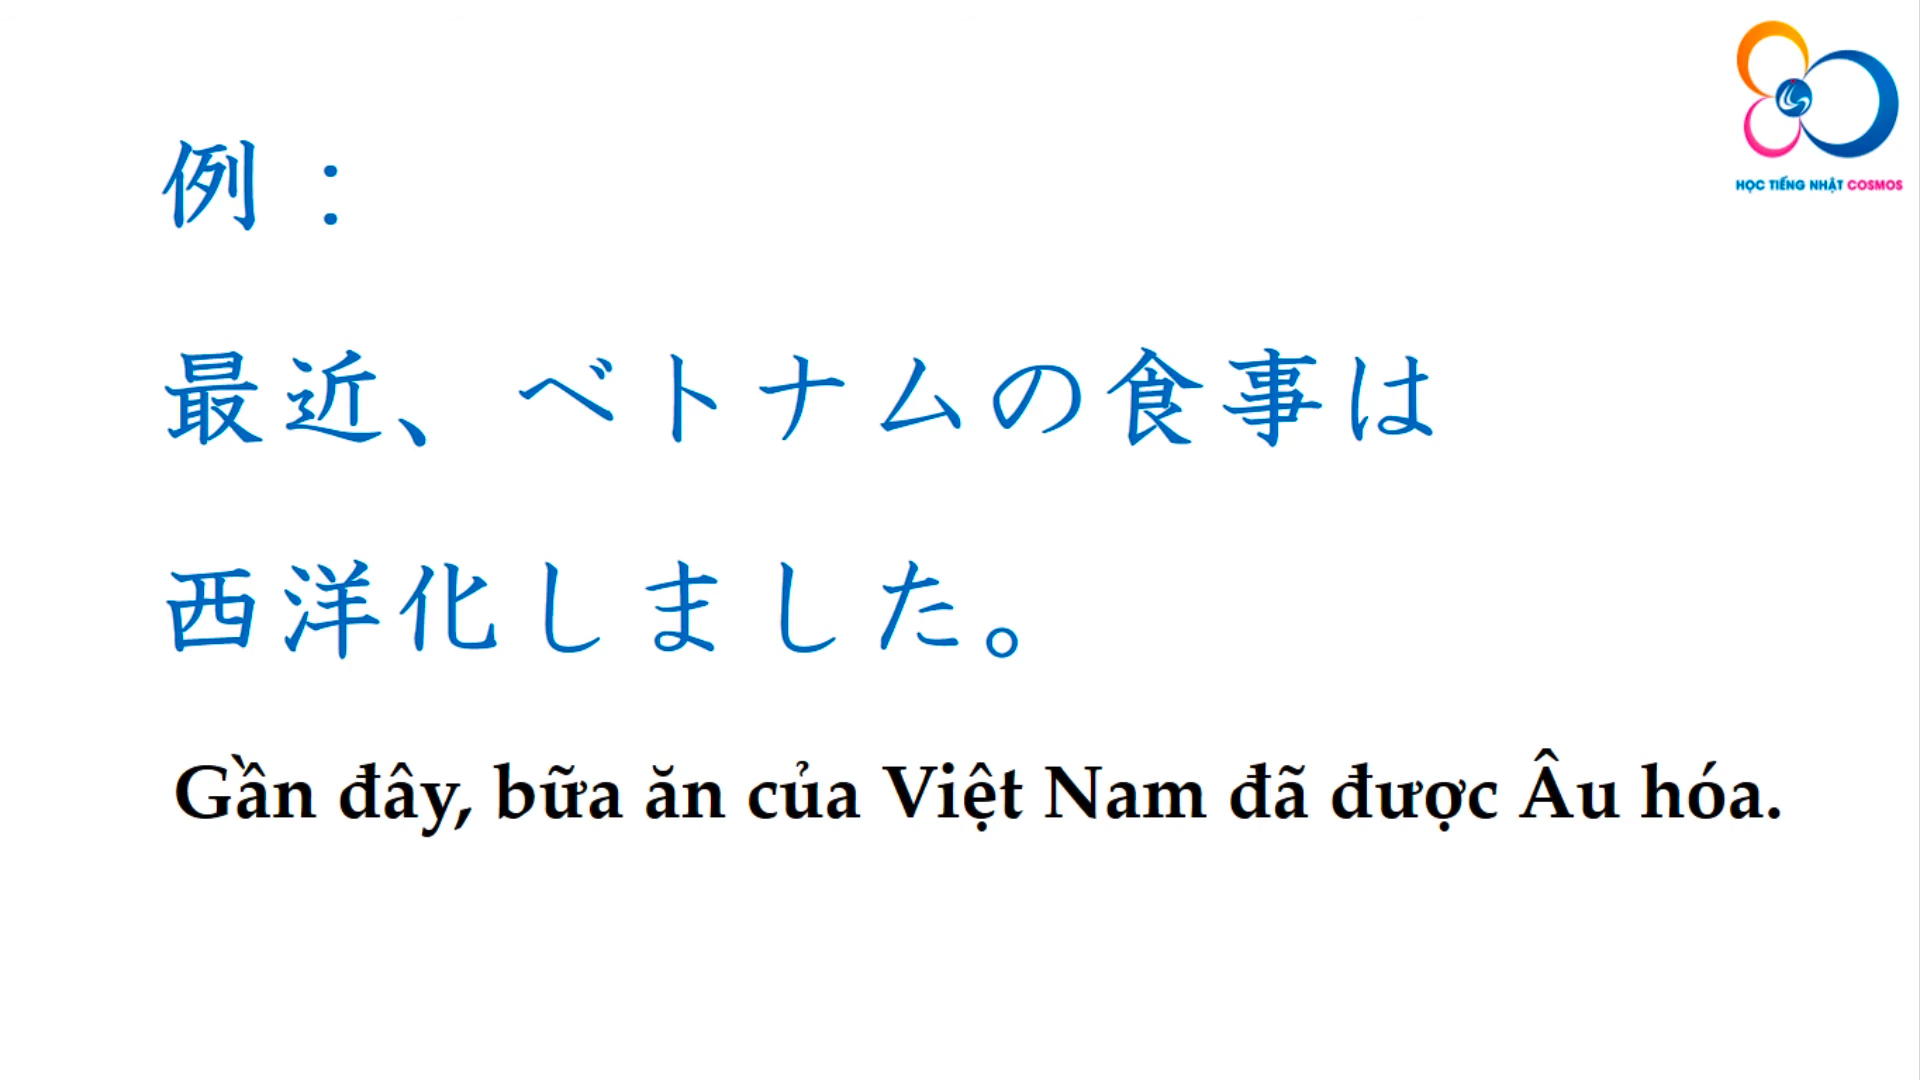 HỌC TIẾNG NHẬT COSMOS
例：
最近、ベトナムの食事は
西洋化しました。
Gần đây, bữa ăn của Việt Nam đã được Âu hóa.